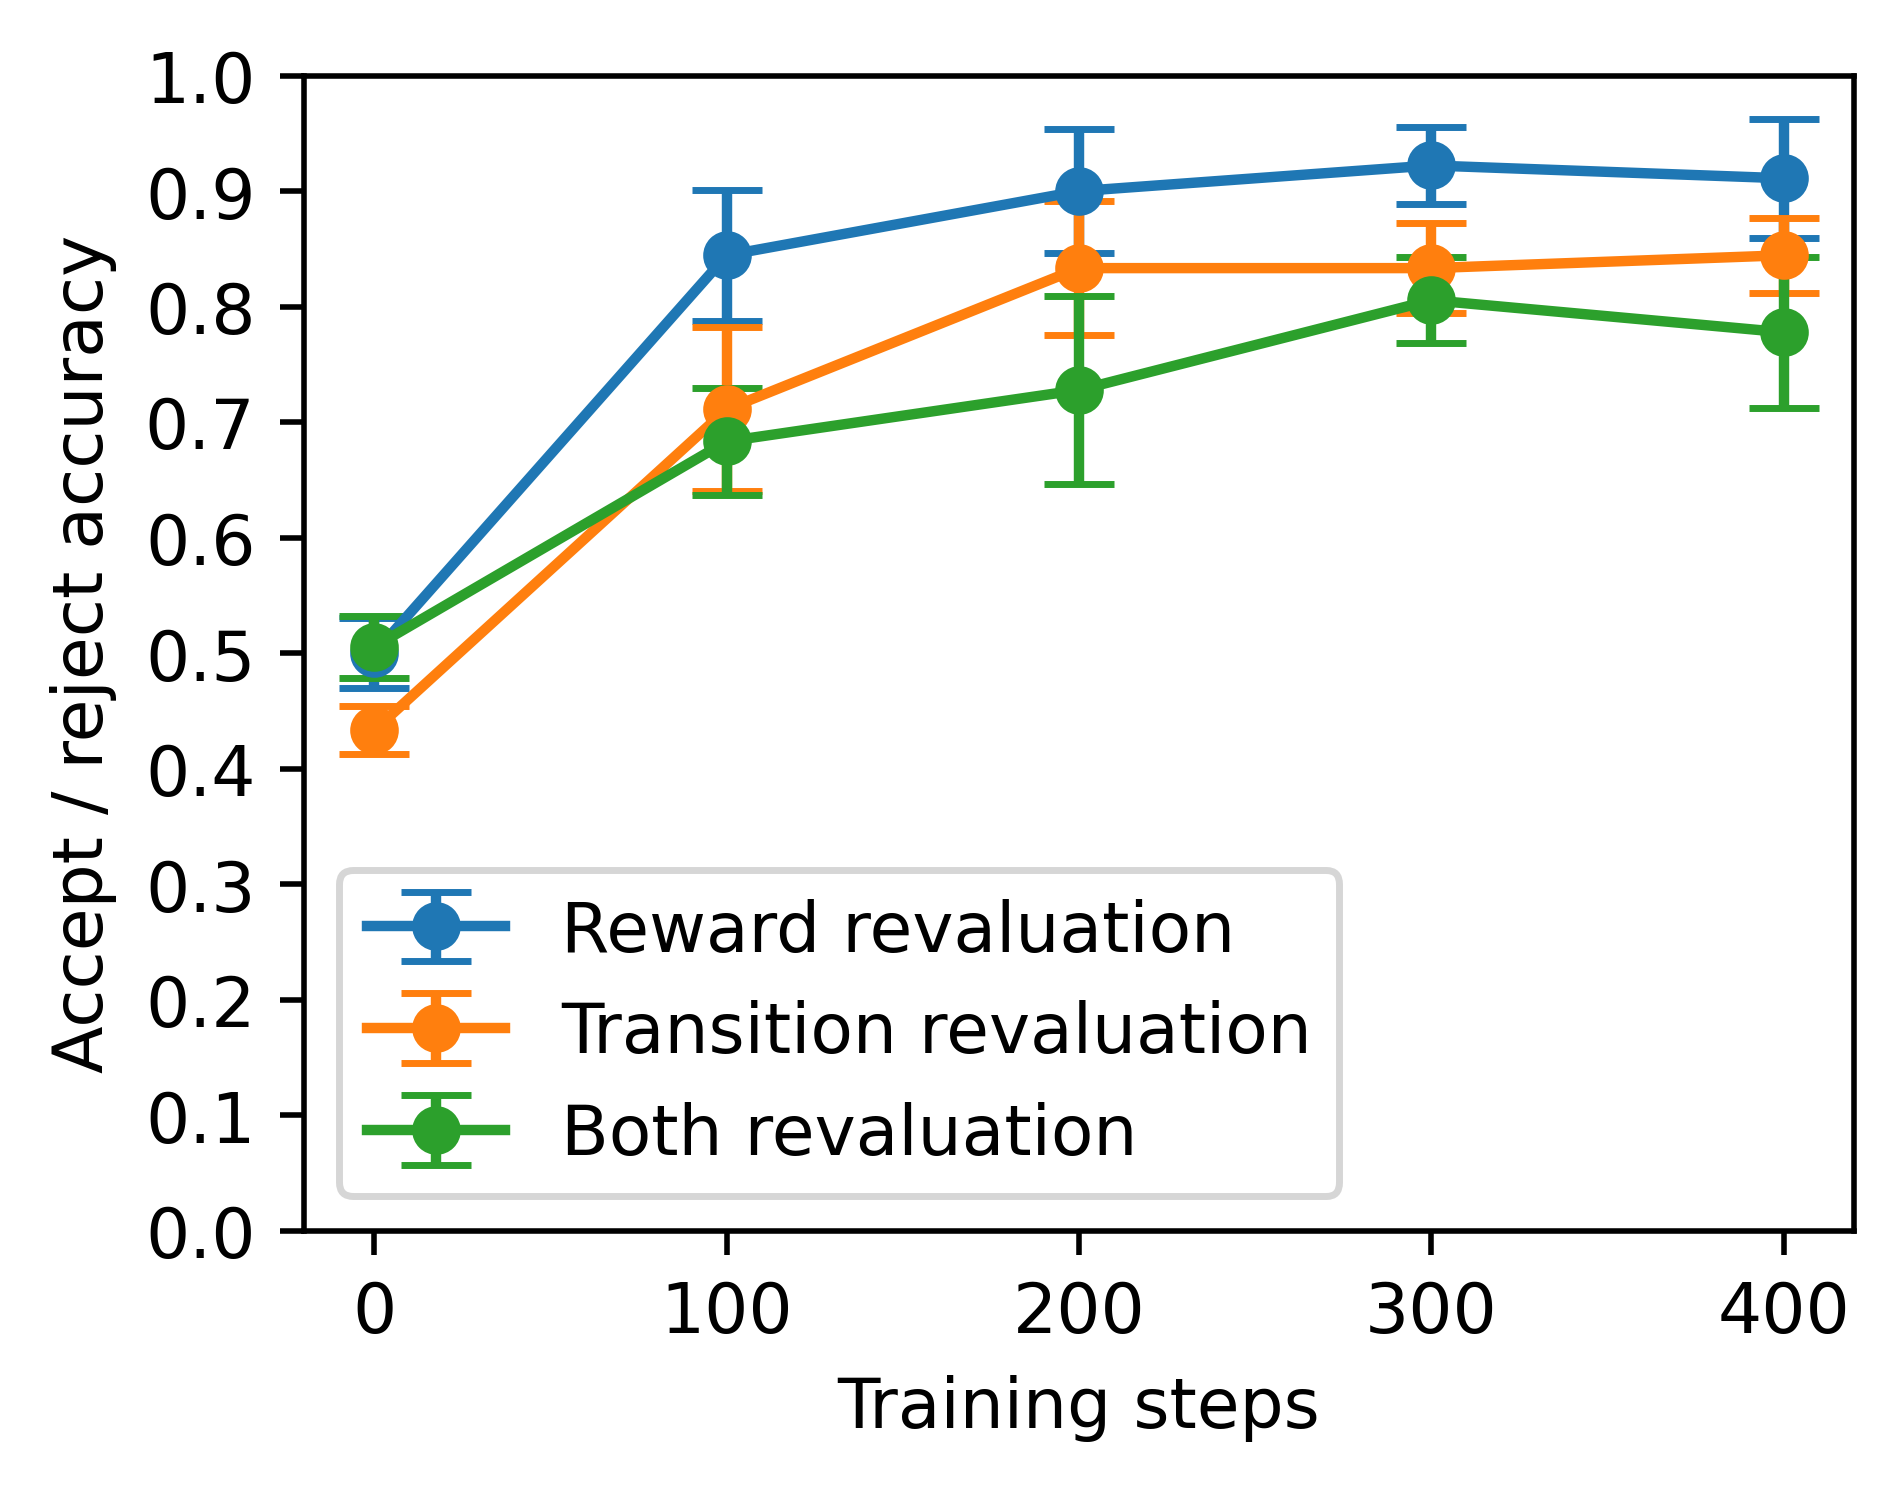 Accept / reject accuracy
1.0
0.9
0.8
0.7
0.6
0.5
0.4
0.3
0.2
0.1
0.0
Reward revaluation
Transition revaluation
Both revaluation
0 100 200 300 400
Training steps